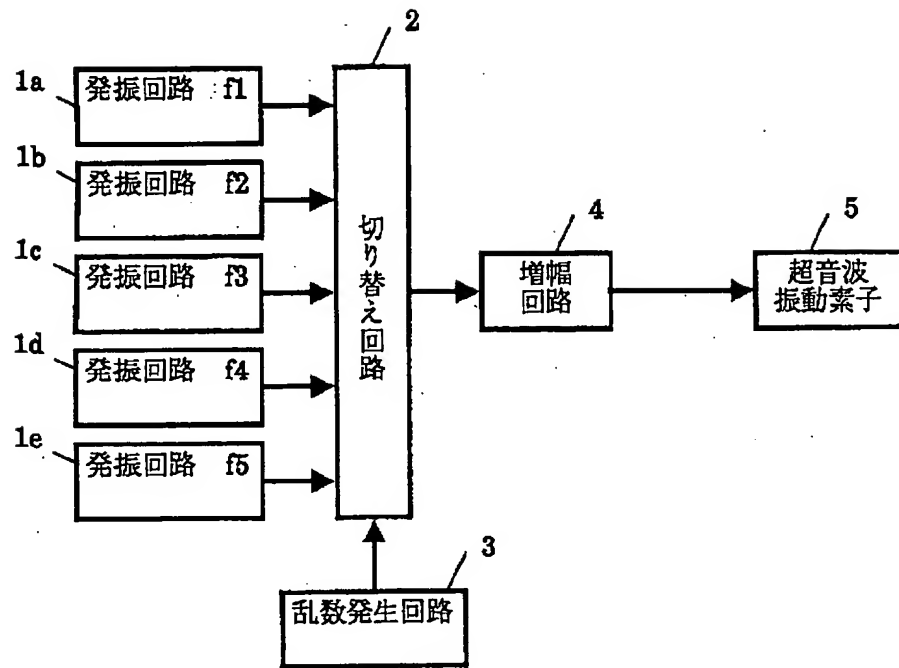 2
1a
発振回路 f1
1b
発振回路 f2
1c
発振回路 f3
1d
発振回路 f4
1e
発振回路 f5
切り替え回路
4
増幅
回路
5
超音波
振動素子
3
乱数発生回路